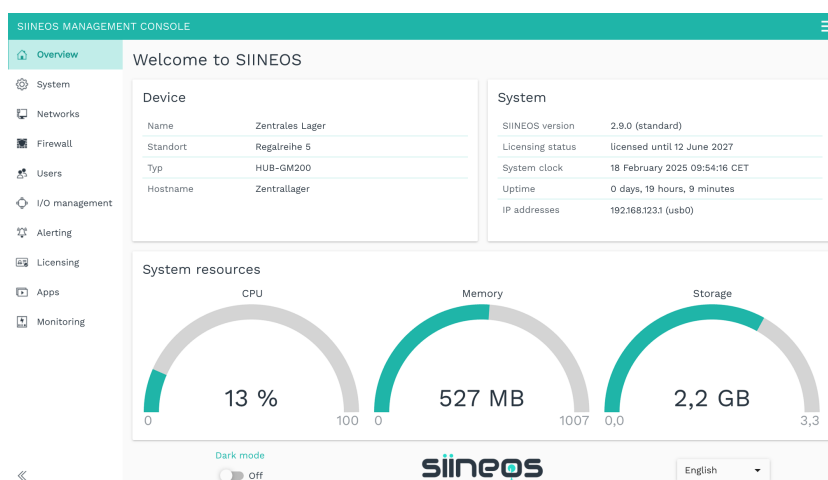 SIINEOS MANAGEMENT CONSOLE
Overview
System
Networks
Firewall
Users
I/O management
Alerting
Licensing
Apps
Monitoring
Welcome to SIINEOS
Device
Name Zentrales Lager
Standort Regalreihe 5
Typ HUB-GM200
Hostname Zentrallager
System
SIINEOS version 2.9.0 (standard)
Licensing status licensed until 12 June 2027
System clock 18 February 2025 09:54:16 CET
Uptime 0 days, 19 hours, 9 minutes
IP addresses 192.168.123.1 (usb0)
System resources
CPU
13 %
0 100
Memory
527 MB
0 1007
Storage
2,2 GB
0,0 3,3
Dark mode
Off
siineos
English